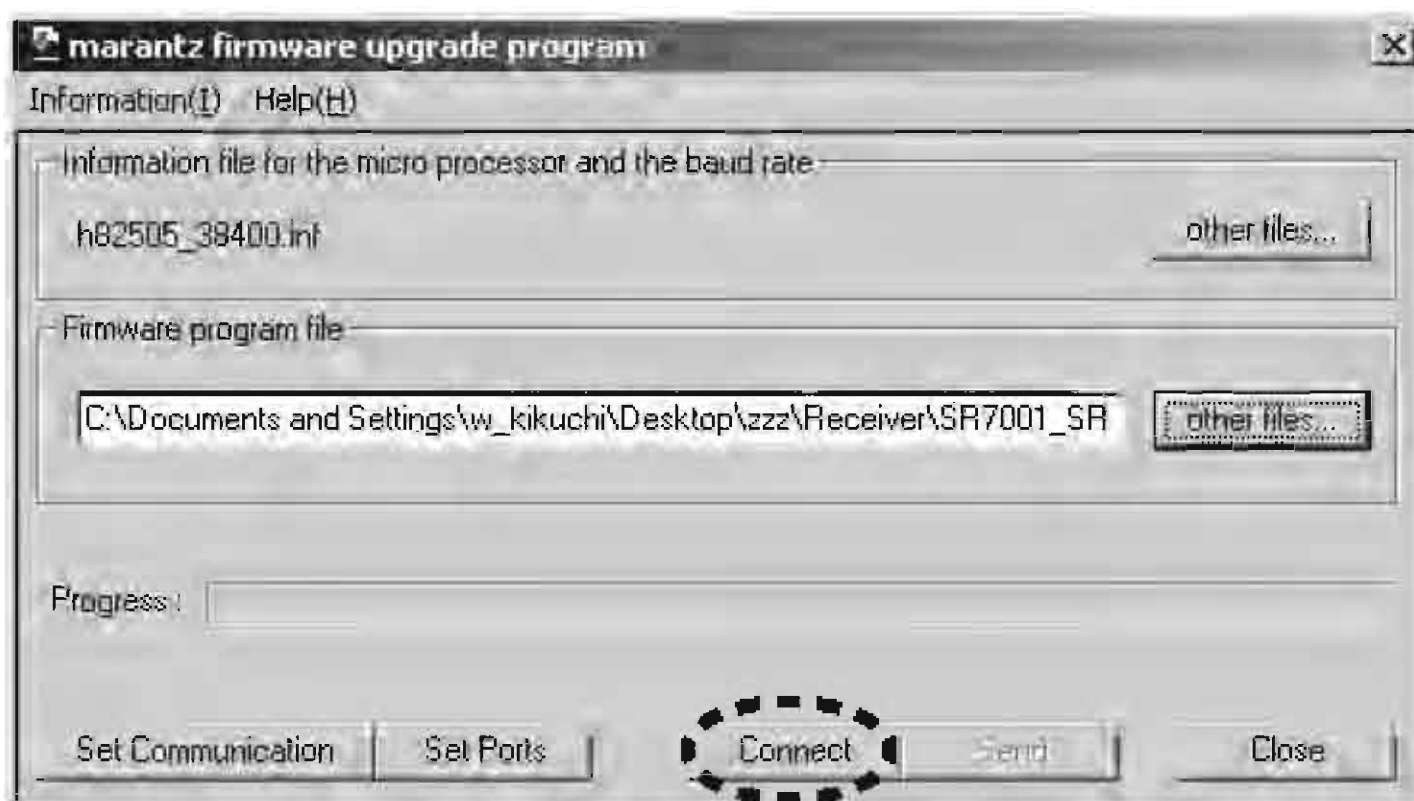 marantz firmware upgrade program
Information(I) Help(H)
Information file for the micro processor and the baud rate
h82505_38400.inf
other files...
Firmware program file
C:\Documents and Settings\w_kikuchi\Desktop\zzz\Receiver\SR7001_SR
other files...
Progress :
Set Communication Set Ports Connect Send Close